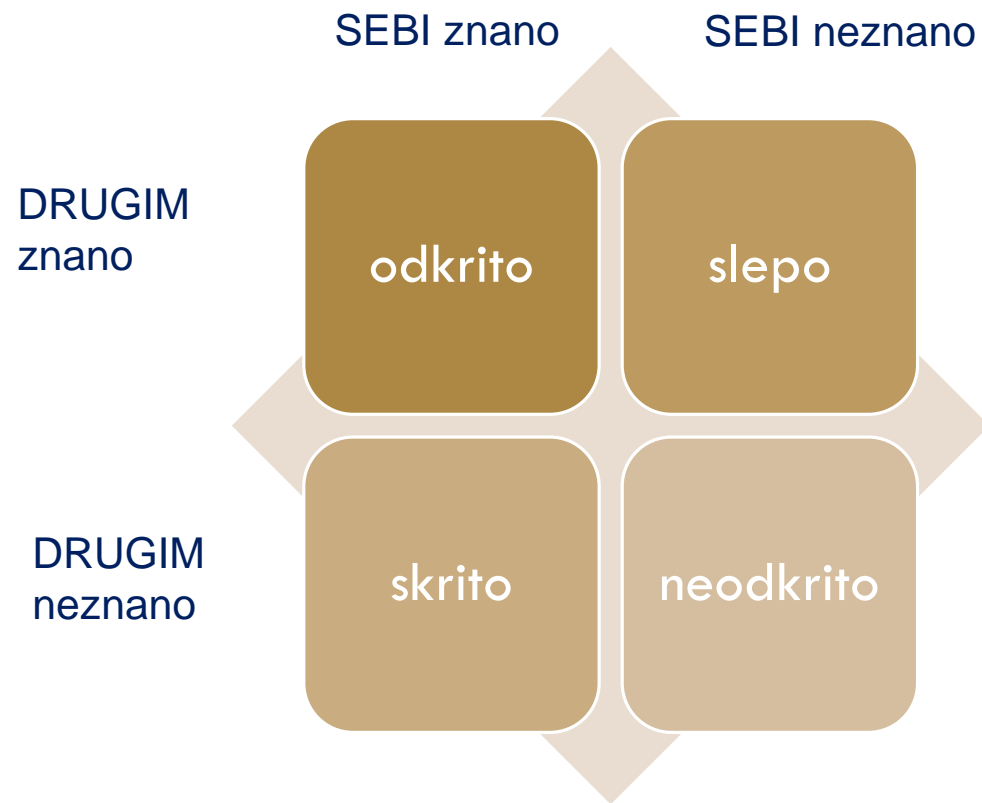 SEBI znano
SEBI neznano
DRUGIM
znano
odkrito
slepo
DRUGIM
neznano
skrito
neodkrito